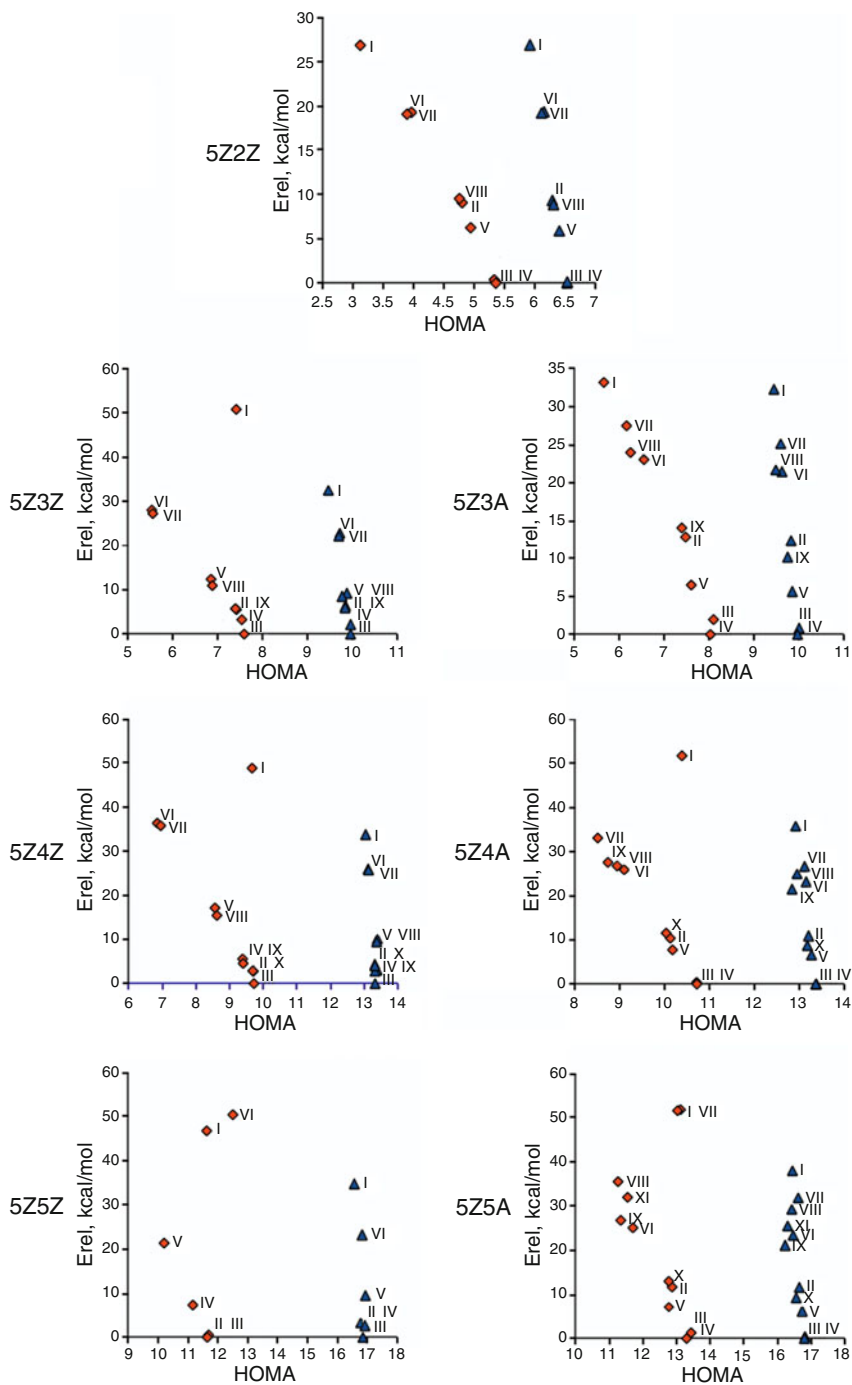 5Z2Z
Erel, kcal/mol
30
25
20
15
10
5
0
I
I
VI
VII
VI
VII
VIII
II
II
VIII
V
V
III IV
III IV
2.5 3 3.5 4 4.5 5 5.5 6 6.5 7
HOMA
5Z3Z
Erel, kcal/mol
60
50
40
30
20
10
0
I
I
VI
VII
VI
VII
V
VIII
V VIII
II IX
II IX
IV
IV
III
III
5 6 7 8 9 10 11
HOMA
5Z3A
Erel, kcal/mol
35
30
25
20
15
10
5
0
I
I
VII
VII
VIII
VI
VIII
VI
IX
II
II
IX
V
V
III
IV
III
IV
5 6 7 8 9 10 11
HOMA
5Z4Z
Erel, kcal/mol
60
50
40
30
20
10
0
I
I
VI
VII
VI
VII
V
VIII
V VIII
IV IX
II X
II X
IV IX
III
III
6 7 8 9 10 11 12 13 14
HOMA
5Z4A
Erel, kcal/mol
60
50
40
30
20
10
0
I
I
VII
IX
VIII
VI
VII
VIII
VI
IX
X
II
V
II
X
V
III IV
III IV
8 9 10 11 12 13 14
HOMA
5Z5Z
Erel, kcal/mol
60
50
40
30
20
10
0
VI
I
I
VI
V
V
IV
II IV
II III
III
9 10 11 12 13 14 15 16 17 18
HOMA
5Z5A
Erel, kcal/mol
60
50
40
30
20
10
0
I VII
I
VIII
XI
IX
VI
VII
VIII
XI
VI
IX
X
II
V
II
X
V
III
IV
III IV
10 11 12 13 14 15 16 17 18
HOMA